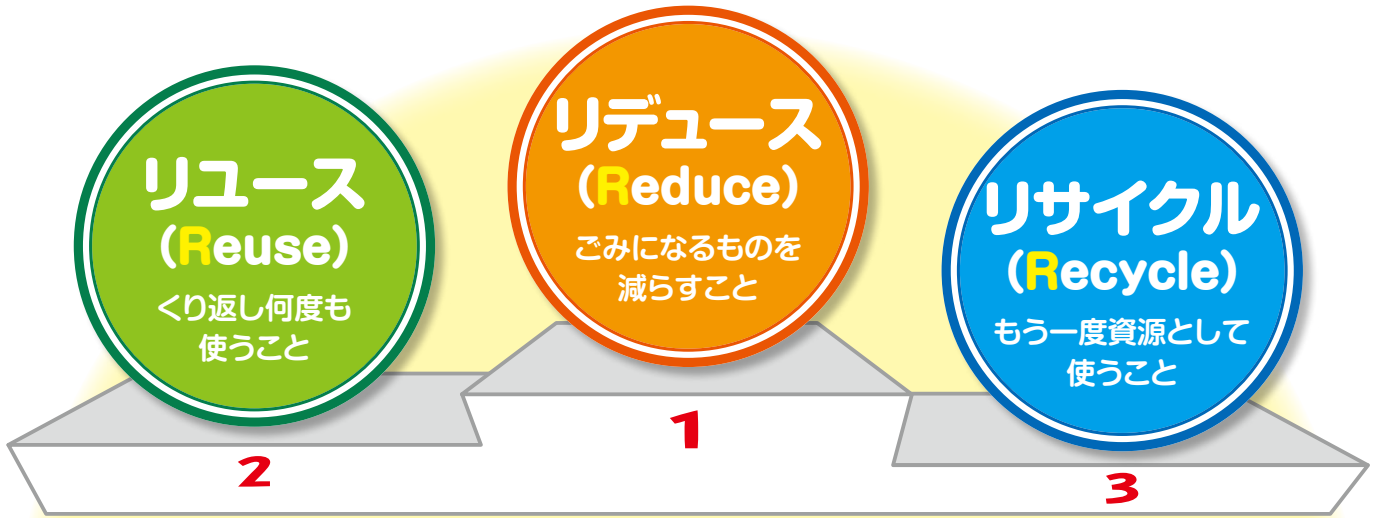 リユース
(Reuse)
くり返し何度も
使うこと
2
リデュース
(Reduce)
ごみになるものを
減らすこと
1
リサイクル
(Recycle)
もう一度資源として
使うこと
3